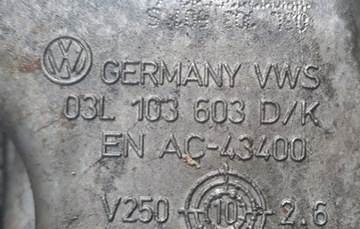 GERMANY VWS
03L 103 603 D/K
EN AC-43400
V250 10 2.6